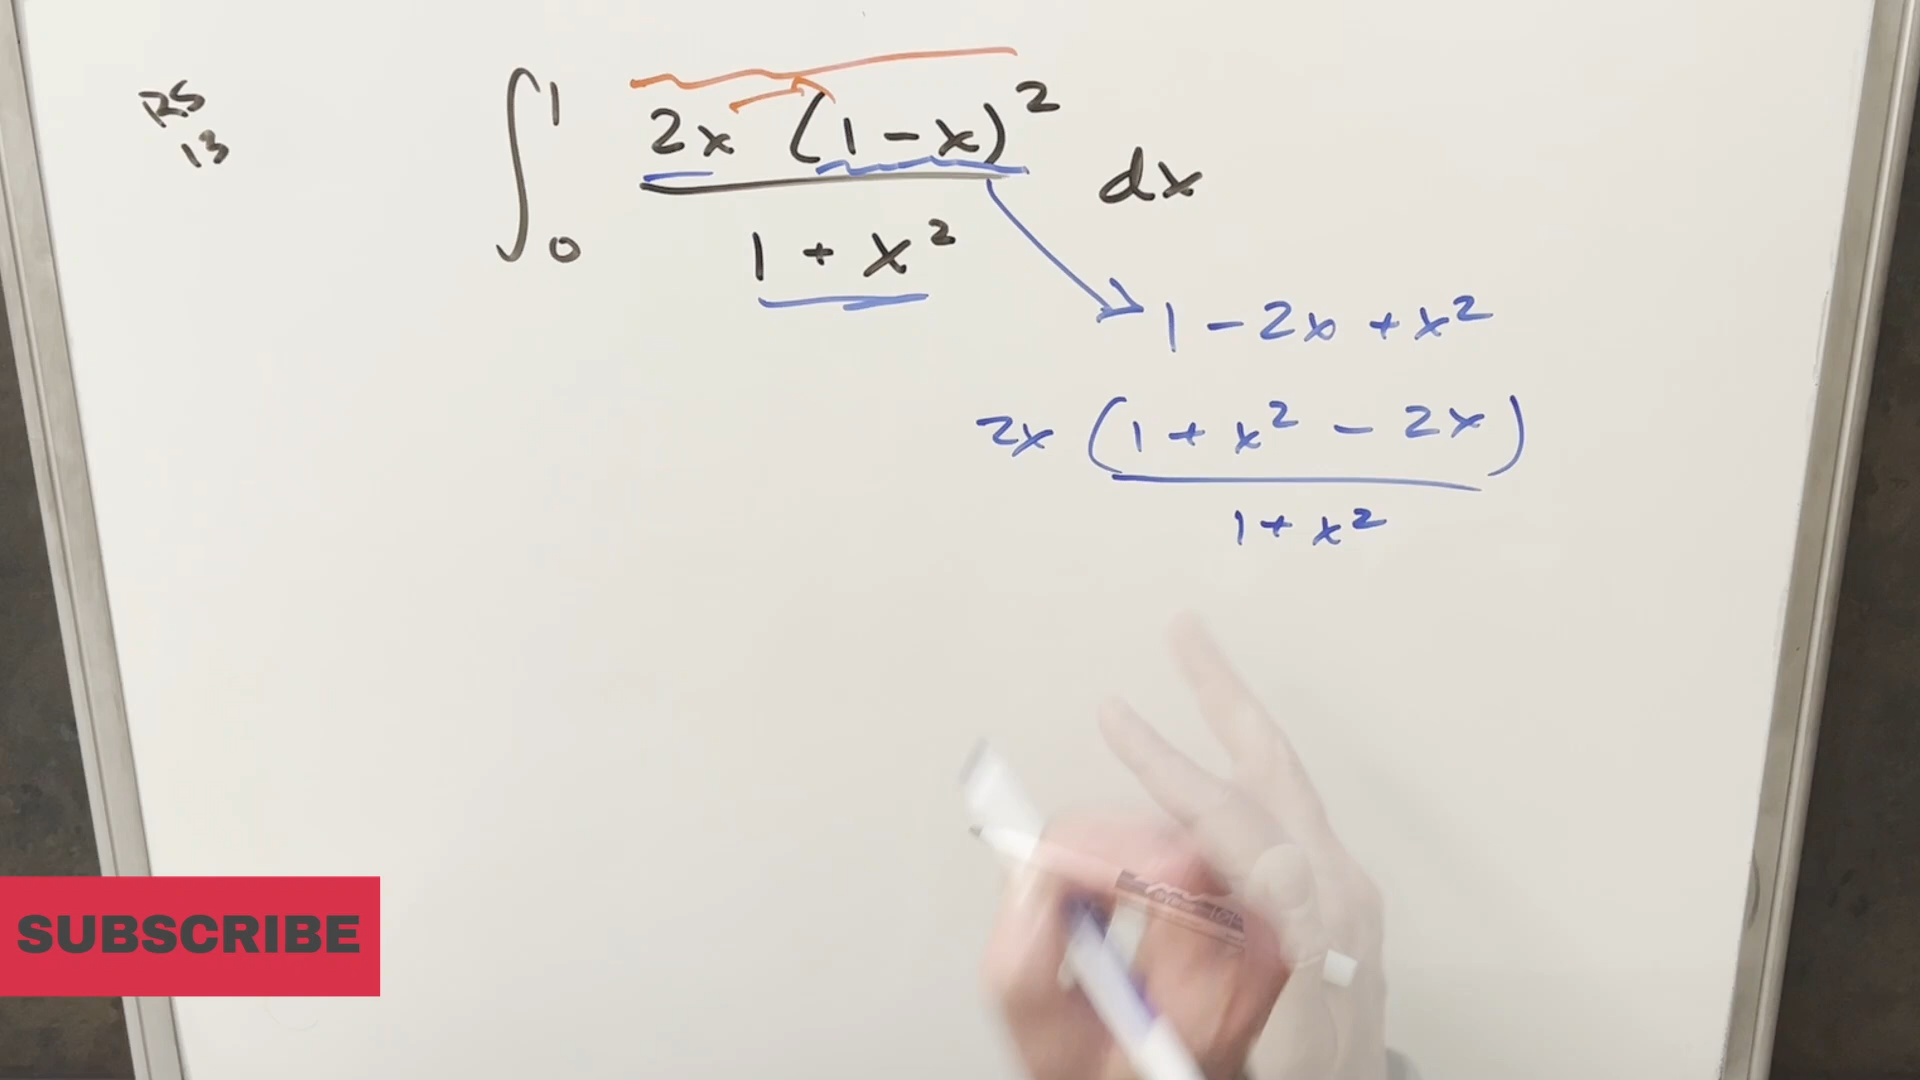 RS
13
∫₀¹ 2x (1-x)² / 1 + x² dx
1 - 2x + x²
2x (1 + x² - 2x)
1 + x²
SUBSCRIBE